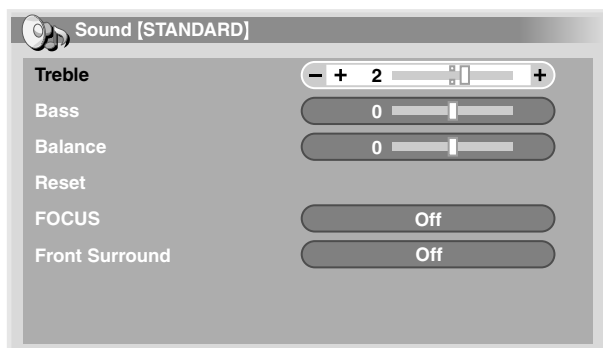 Sound [STANDARD]
Treble − + 2 +
Bass 0
Balance 0
Reset
FOCUS Off
Front Surround Off